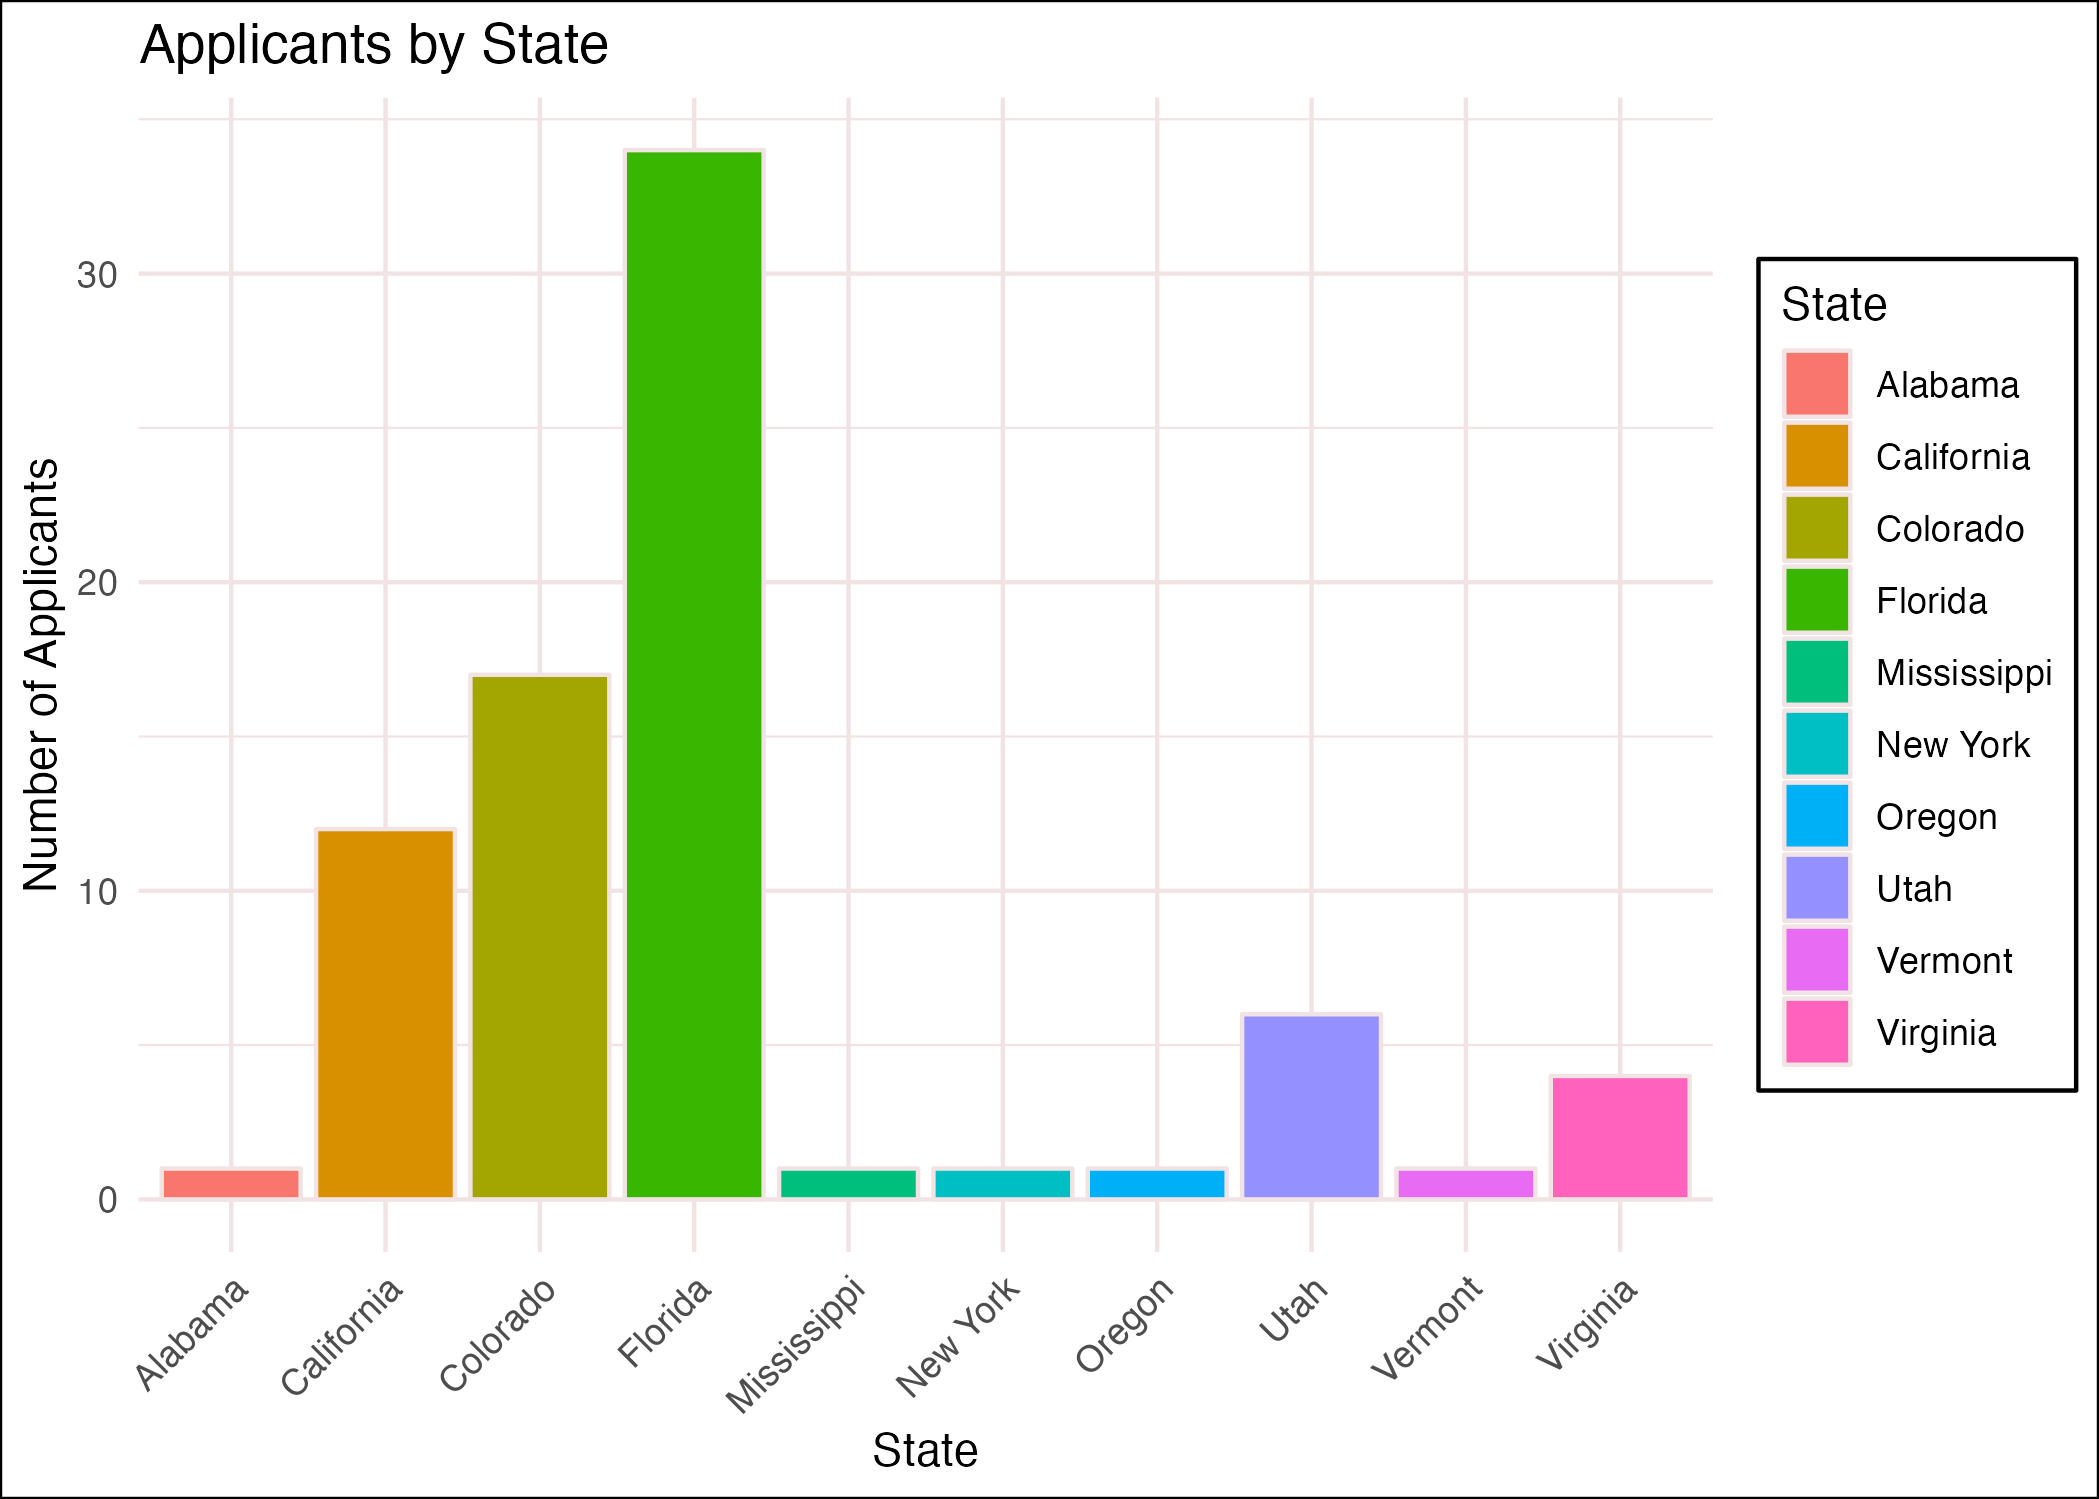 Applicants by State
Number of Applicants
30
20
10
0
Alabama
California
Colorado
Florida
Mississippi
New York
Oregon
Utah
Vermont
Virginia
State
State
Alabama
California
Colorado
Florida
Mississippi
New York
Oregon
Utah
Vermont
Virginia